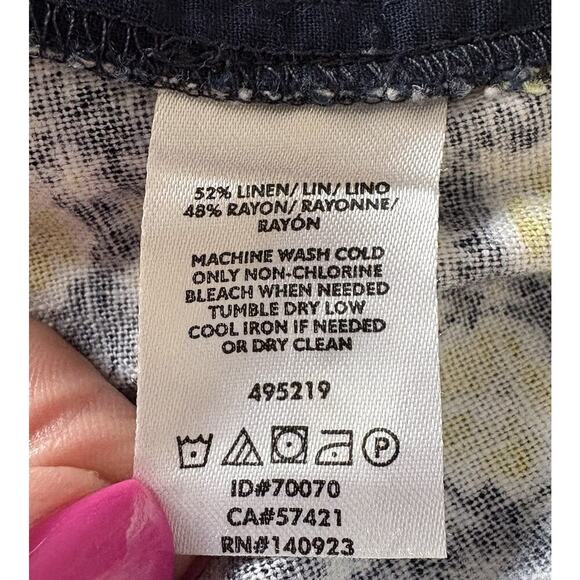 52% LINEN/ LIN/ LINO
48% RAYON/ RAYONNE/
RAYÓN
MACHINE WASH COLD
ONLY NON-CHLORINE
BLEACH WHEN NEEDED
TUMBLE DRY LOW
COOL IRON IF NEEDED
OR DRY CLEAN
495219
P
ID#70070
CA#57421
RN#140923